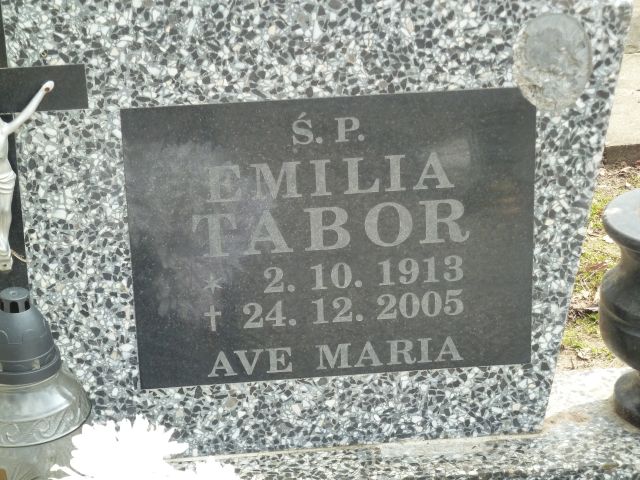 Ś. P.
EMILIA
TABOR
* 2. 10. 1913
† 24. 12. 2005
AVE MARIA